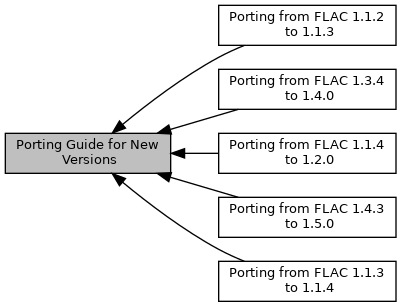 Porting from FLAC 1.1.2
to 1.1.3
Porting from FLAC 1.3.4
to 1.4.0
Porting Guide for New
Versions
Porting from FLAC 1.1.4
to 1.2.0
Porting from FLAC 1.4.3
to 1.5.0
Porting from FLAC 1.1.3
to 1.1.4